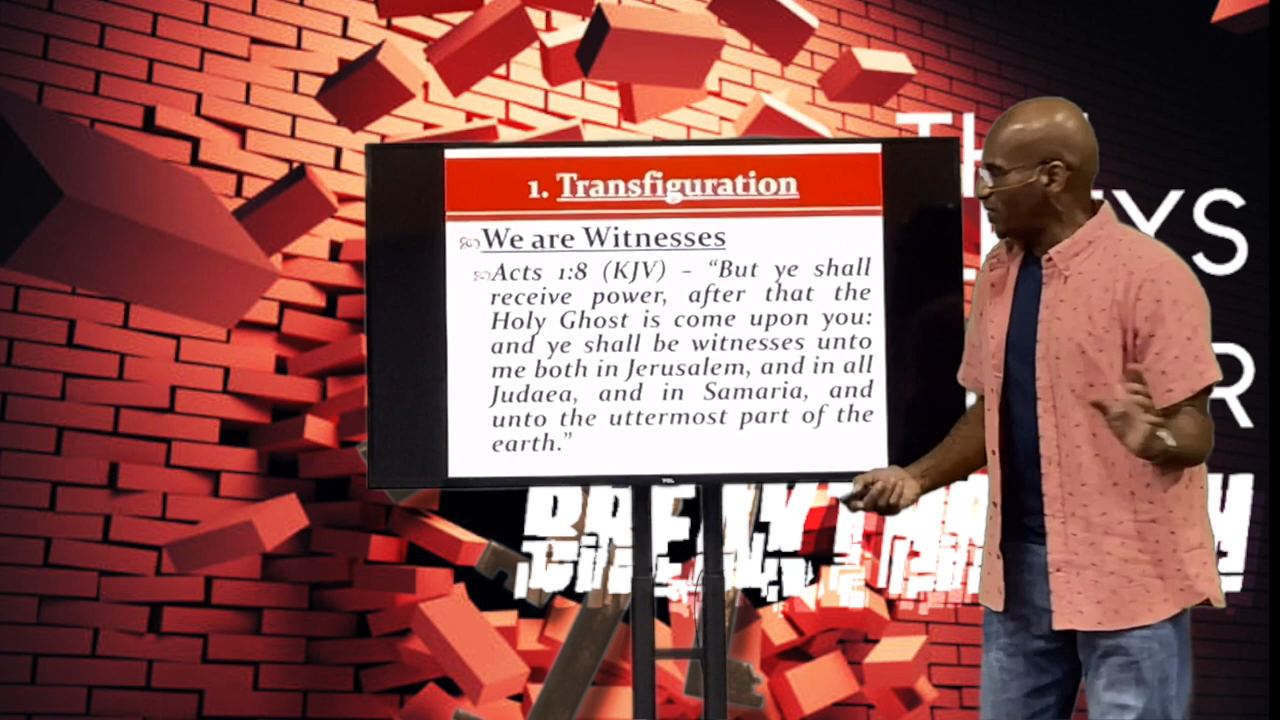 1. Transfiguration
We are Witnesses
Acts 1:8 (KJV) – “But ye shall
receive power, after that the
Holy Ghost is come upon you:
and ye shall be witnesses unto
me both in Jerusalem, and in all
Judaea, and in Samaria, and
unto the uttermost part of the
earth.”
TCL